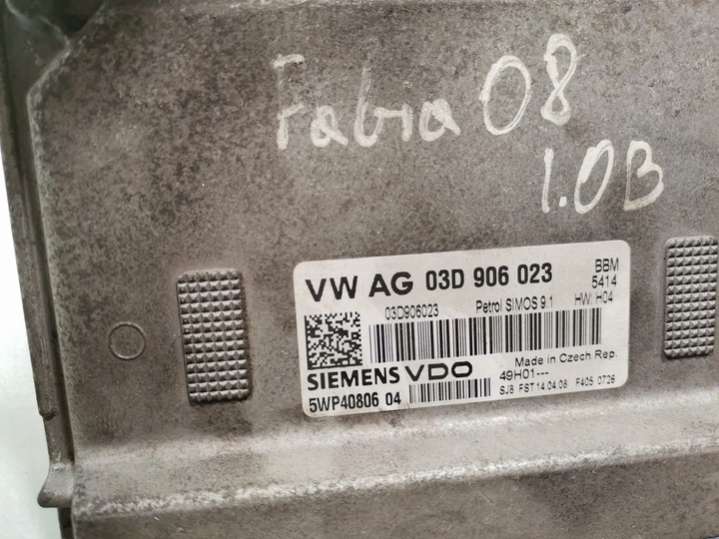 Fabia 08
1.0B
VW AG 03D 906 023
BBM
5414
03D906023 Petrol SIMOS 9.1 HW: H04
SIEMENS VDO
Made in Czech Rep.
49H01---
5WP40806 04
SJB FST 14.04.08 F405 0726